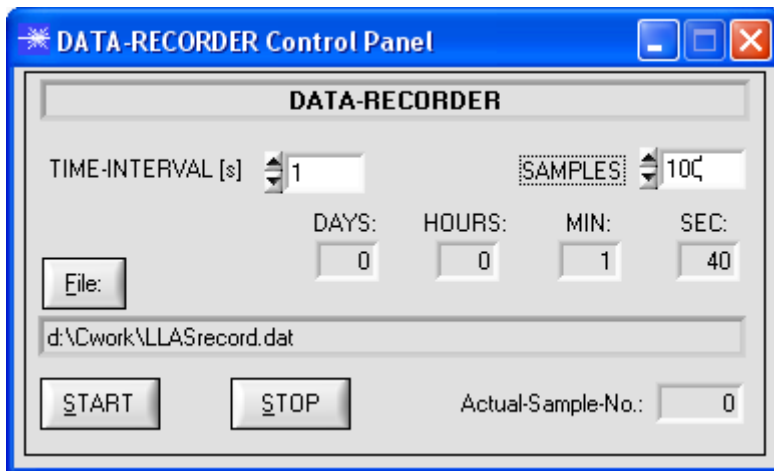 DATA-RECORDER Control Panel
DATA-RECORDER
TIME-INTERVAL [s] 1 SAMPLES 100
DAYS: HOURS: MIN: SEC:
0 0 1 40
File:
d:\Cwork\LLASrecord.dat
START STOP Actual-Sample-No.: 0